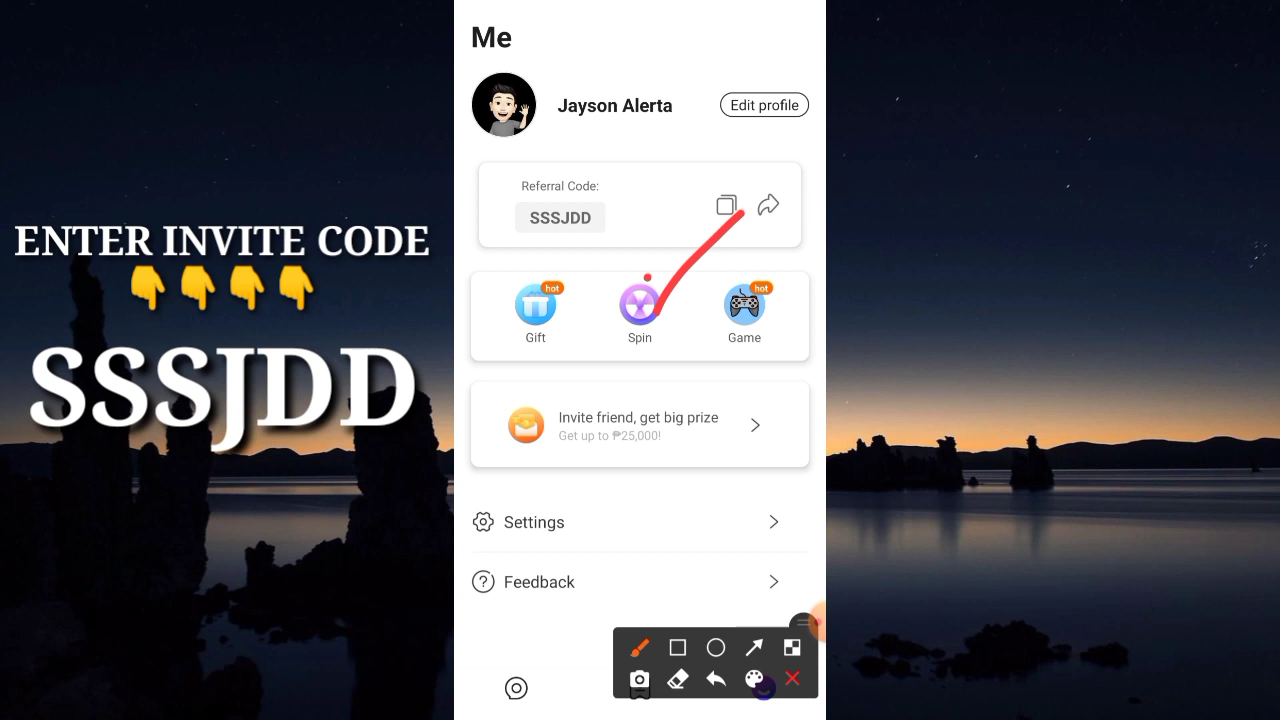 ENTER INVITE CODE
👇👇👇👇
SSSJDD
Me
Jayson Alerta
Edit profile
Referral Code:
SSSJDD
hot
hot
Gift
Spin
Game
Invite friend, get big prize
Get up to ₱25,000!
Settings
Feedback